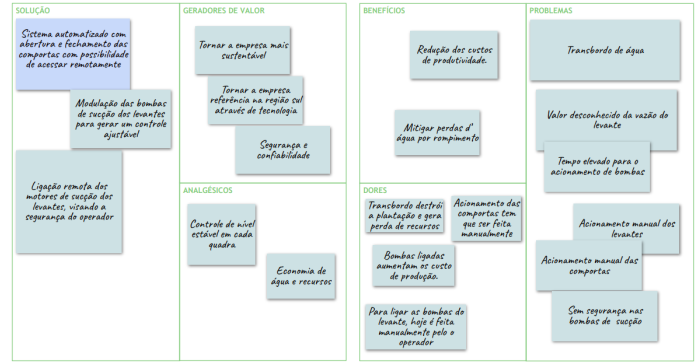 SOLUÇÃO
Sistema automatizado com
abertura e fechamento das
comportas com possibilidade
de acessar remotamente
Modulação das bombas
de sucção dos levantes
para gerar um controle
ajustável
Ligação remota dos
motores de sucção dos
levantes, visando a
segurança do operador
GERADORES DE VALOR
Tornar a empresa mais
sustentável
Tornar a empresa
referência na região sul
através de tecnologia
Segurança e
confiabilidade
ANALGÉSICOS
Controle de nível
estável em cada
quadra
Economia de
água e recursos
BENEFÍCIOS
Redução dos custos
de produtividade.
Mitigar perdas d'
água por rompimento
DORES
Transbordo destrói
a plantação e gera
perda de recursos
Acionamento das
comportas tem
que ser feita
manualmente
Bombas ligadas
aumentam os custo
de produção.
Para ligar as bombas do
levante, hoje é feita
manualmente pelo o
operador
PROBLEMAS
Transbordo de água
Valor desconhecido da vazão do
levante
Tempo elevado para o
acionamento de bombas
Acionamento manual dos
levantes
Acionamento manual das
comportas
Sem segurança nas
bombas de sucção